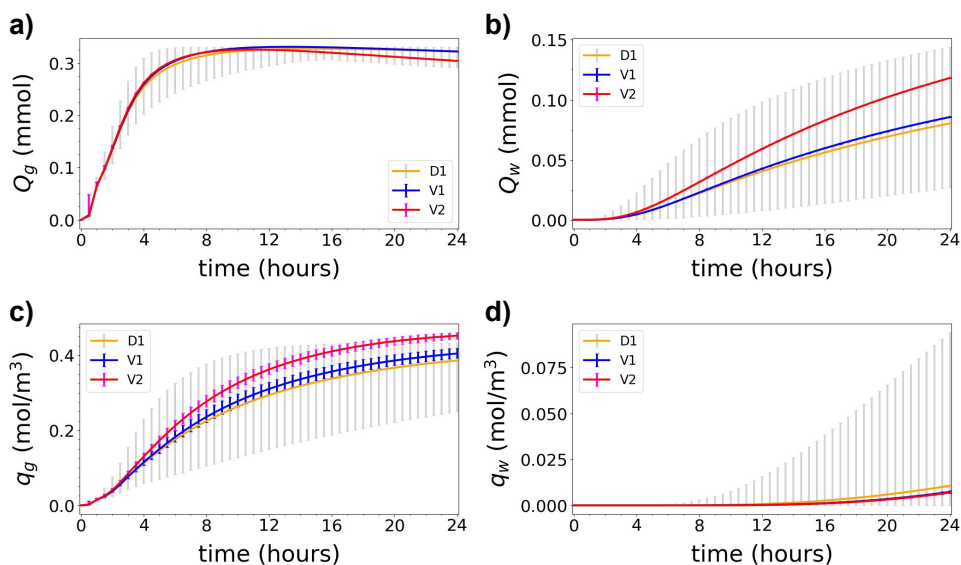 a)
Q_g (mmol)
0.3
0.2
0.1
0.0
D1
V1
V2
0 4 8 12 16 20 24
time (hours)
b)
Q_w (mmol)
0.15
0.10
0.05
0.00
D1
V1
V2
0 4 8 12 16 20 24
time (hours)
c)
q_g (mol/m³)
0.4
0.2
0.0
D1
V1
V2
0 4 8 12 16 20 24
time (hours)
d)
q_w (mol/m³)
0.075
0.050
0.025
0.000
D1
V1
V2
0 4 8 12 16 20 24
time (hours)